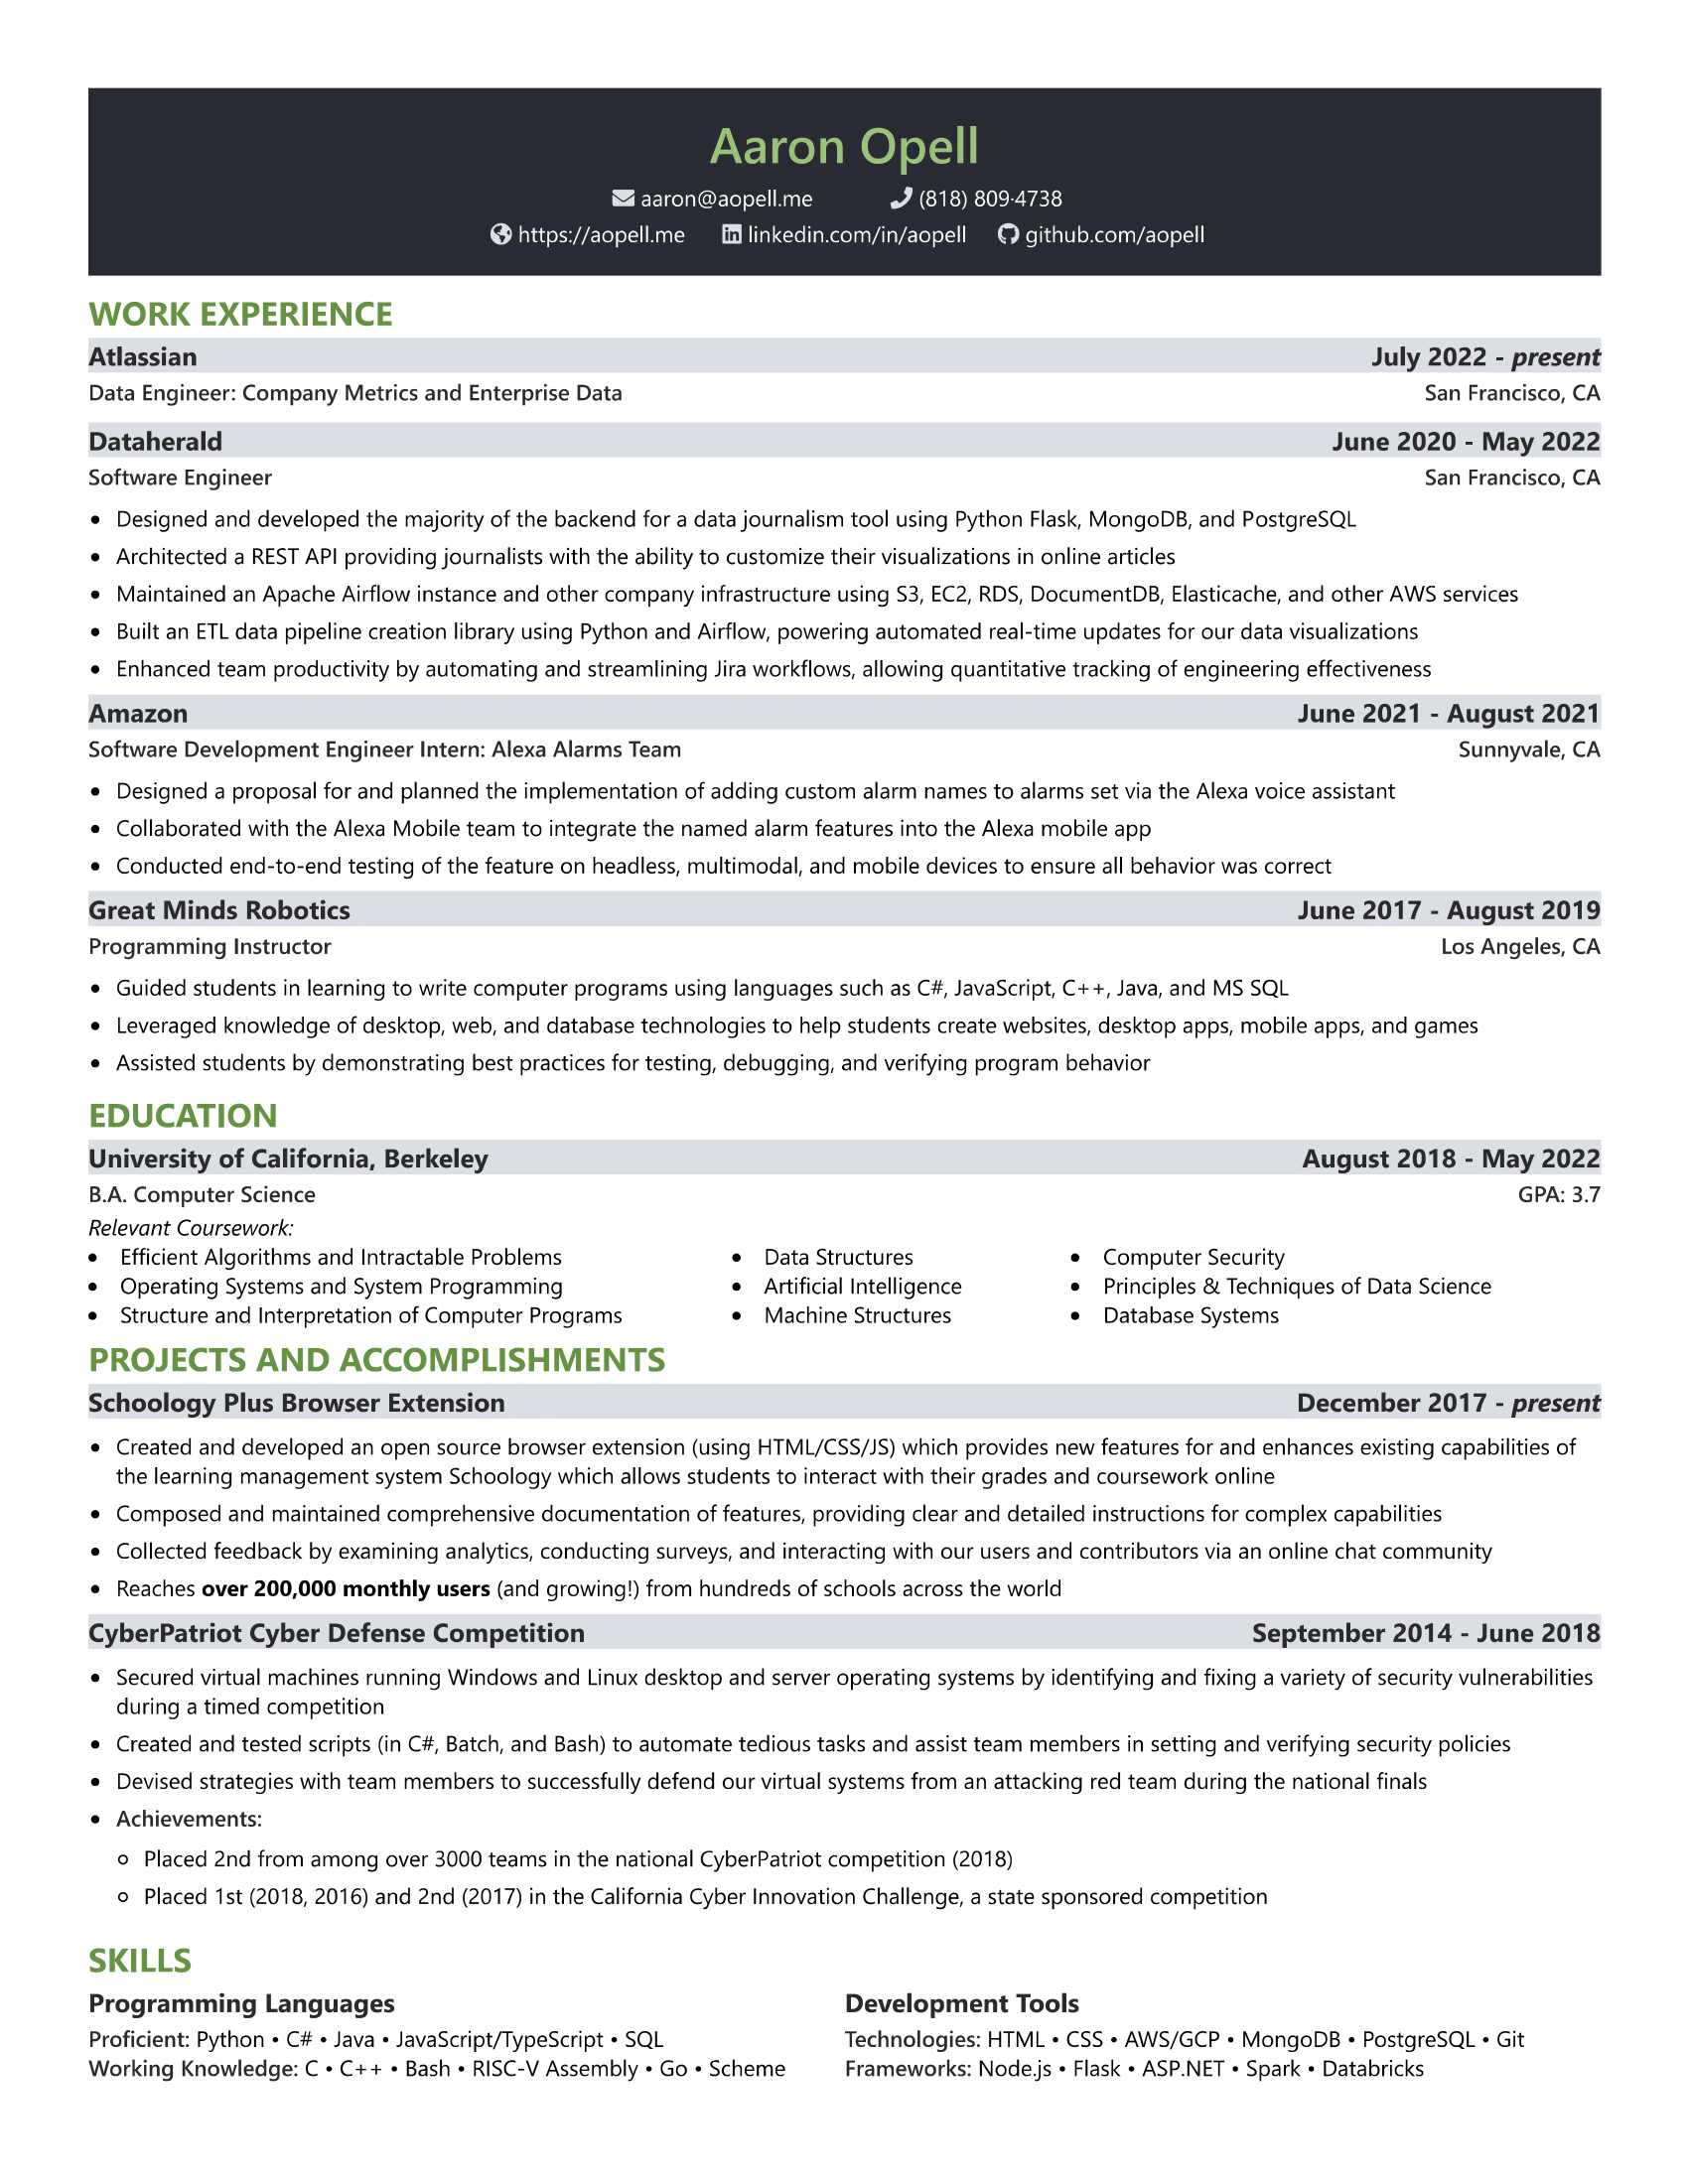 Aaron Opell
aaron@aopell.me (818) 809-4738
https://aopell.me linkedin.com/in/aopell github.com/aopell
WORK EXPERIENCE
Atlassian July 2022 - present
Data Engineer: Company Metrics and Enterprise Data San Francisco, CA
Dataherald June 2020 - May 2022
Software Engineer San Francisco, CA
• Designed and developed the majority of the backend for a data journalism tool using Python Flask, MongoDB, and PostgreSQL
• Architected a REST API providing journalists with the ability to customize their visualizations in online articles
• Maintained an Apache Airflow instance and other company infrastructure using S3, EC2, RDS, DocumentDB, Elasticache, and other AWS services
• Built an ETL data pipeline creation library using Python and Airflow, powering automated real-time updates for our data visualizations
• Enhanced team productivity by automating and streamlining Jira workflows, allowing quantitative tracking of engineering effectiveness
Amazon June 2021 - August 2021
Software Development Engineer Intern: Alexa Alarms Team Sunnyvale, CA
• Designed a proposal for and planned the implementation of adding custom alarm names to alarms set via the Alexa voice assistant
• Collaborated with the Alexa Mobile team to integrate the named alarm features into the Alexa mobile app
• Conducted end-to-end testing of the feature on headless, multimodal, and mobile devices to ensure all behavior was correct
Great Minds Robotics June 2017 - August 2019
Programming Instructor Los Angeles, CA
• Guided students in learning to write computer programs using languages such as C#, JavaScript, C++, Java, and MS SQL
• Leveraged knowledge of desktop, web, and database technologies to help students create websites, desktop apps, mobile apps, and games
• Assisted students by demonstrating best practices for testing, debugging, and verifying program behavior
EDUCATION
University of California, Berkeley August 2018 - May 2022
B.A. Computer Science GPA: 3.7
Relevant Coursework:
• Efficient Algorithms and Intractable Problems • Data Structures • Computer Security
• Operating Systems and System Programming • Artificial Intelligence • Principles & Techniques of Data Science
• Structure and Interpretation of Computer Programs • Machine Structures • Database Systems
PROJECTS AND ACCOMPLISHMENTS
Schoology Plus Browser Extension December 2017 - present
• Created and developed an open source browser extension (using HTML/CSS/JS) which provides new features for and enhances existing capabilities of
the learning management system Schoology which allows students to interact with their grades and coursework online
• Composed and maintained comprehensive documentation of features, providing clear and detailed instructions for complex capabilities
• Collected feedback by examining analytics, conducting surveys, and interacting with our users and contributors via an online chat community
• Reaches over 200,000 monthly users (and growing!) from hundreds of schools across the world
CyberPatriot Cyber Defense Competition September 2014 - June 2018
• Secured virtual machines running Windows and Linux desktop and server operating systems by identifying and fixing a variety of security vulnerabilities
during a timed competition
• Created and tested scripts (in C#, Batch, and Bash) to automate tedious tasks and assist team members in setting and verifying security policies
• Devised strategies with team members to successfully defend our virtual systems from an attacking red team during the national finals
• Achievements:
○ Placed 2nd from among over 3000 teams in the national CyberPatriot competition (2018)
○ Placed 1st (2018, 2016) and 2nd (2017) in the California Cyber Innovation Challenge, a state sponsored competition
SKILLS
Programming Languages Development Tools
Proficient: Python • C# • Java • JavaScript/TypeScript • SQL Technologies: HTML • CSS • AWS/GCP • MongoDB • PostgreSQL • Git
Working Knowledge: C • C++ • Bash • RISC-V Assembly • Go • Scheme Frameworks: Node.js • Flask • ASP.NET • Spark • Databricks